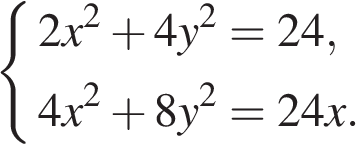 2x² + 4y² = 24,
4x² + 8y² = 24x.